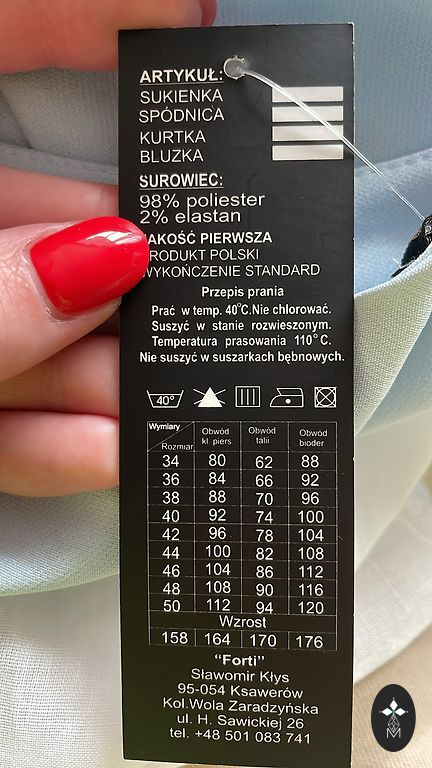 ARTYKUŁ:
SUKIENKA
SPÓDNICA
KURTKA
BLUZKA
SUROWIEC:
98% poliester
2% elastan
JAKOŚĆ PIERWSZA
PRODUKT POLSKI
WYKOŃCZENIE STANDARD
Przepis prania
Prać w temp. 40°C.Nie chlorować.
Suszyć w stanie rozwieszonym.
Temperatura prasowania 110°C.
Nie suszyć w suszarkach bębnowych.
40°
Wymiary Rozmiar Obwód kl. piers. Obwód talii Obwód bioder
34 80 62 88
36 84 66 92
38 88 70 96
40 92 74 100
42 96 78 104
44 100 82 108
46 104 86 112
48 108 90 116
50 112 94 120
Wzrost
158 164 170 176
"Forti"
Sławomir Kłys
95-054 Ksawerów
Kol.Wola Zaradzyńska
ul. H. Sawickiej 26
tel. +48 501 083 741